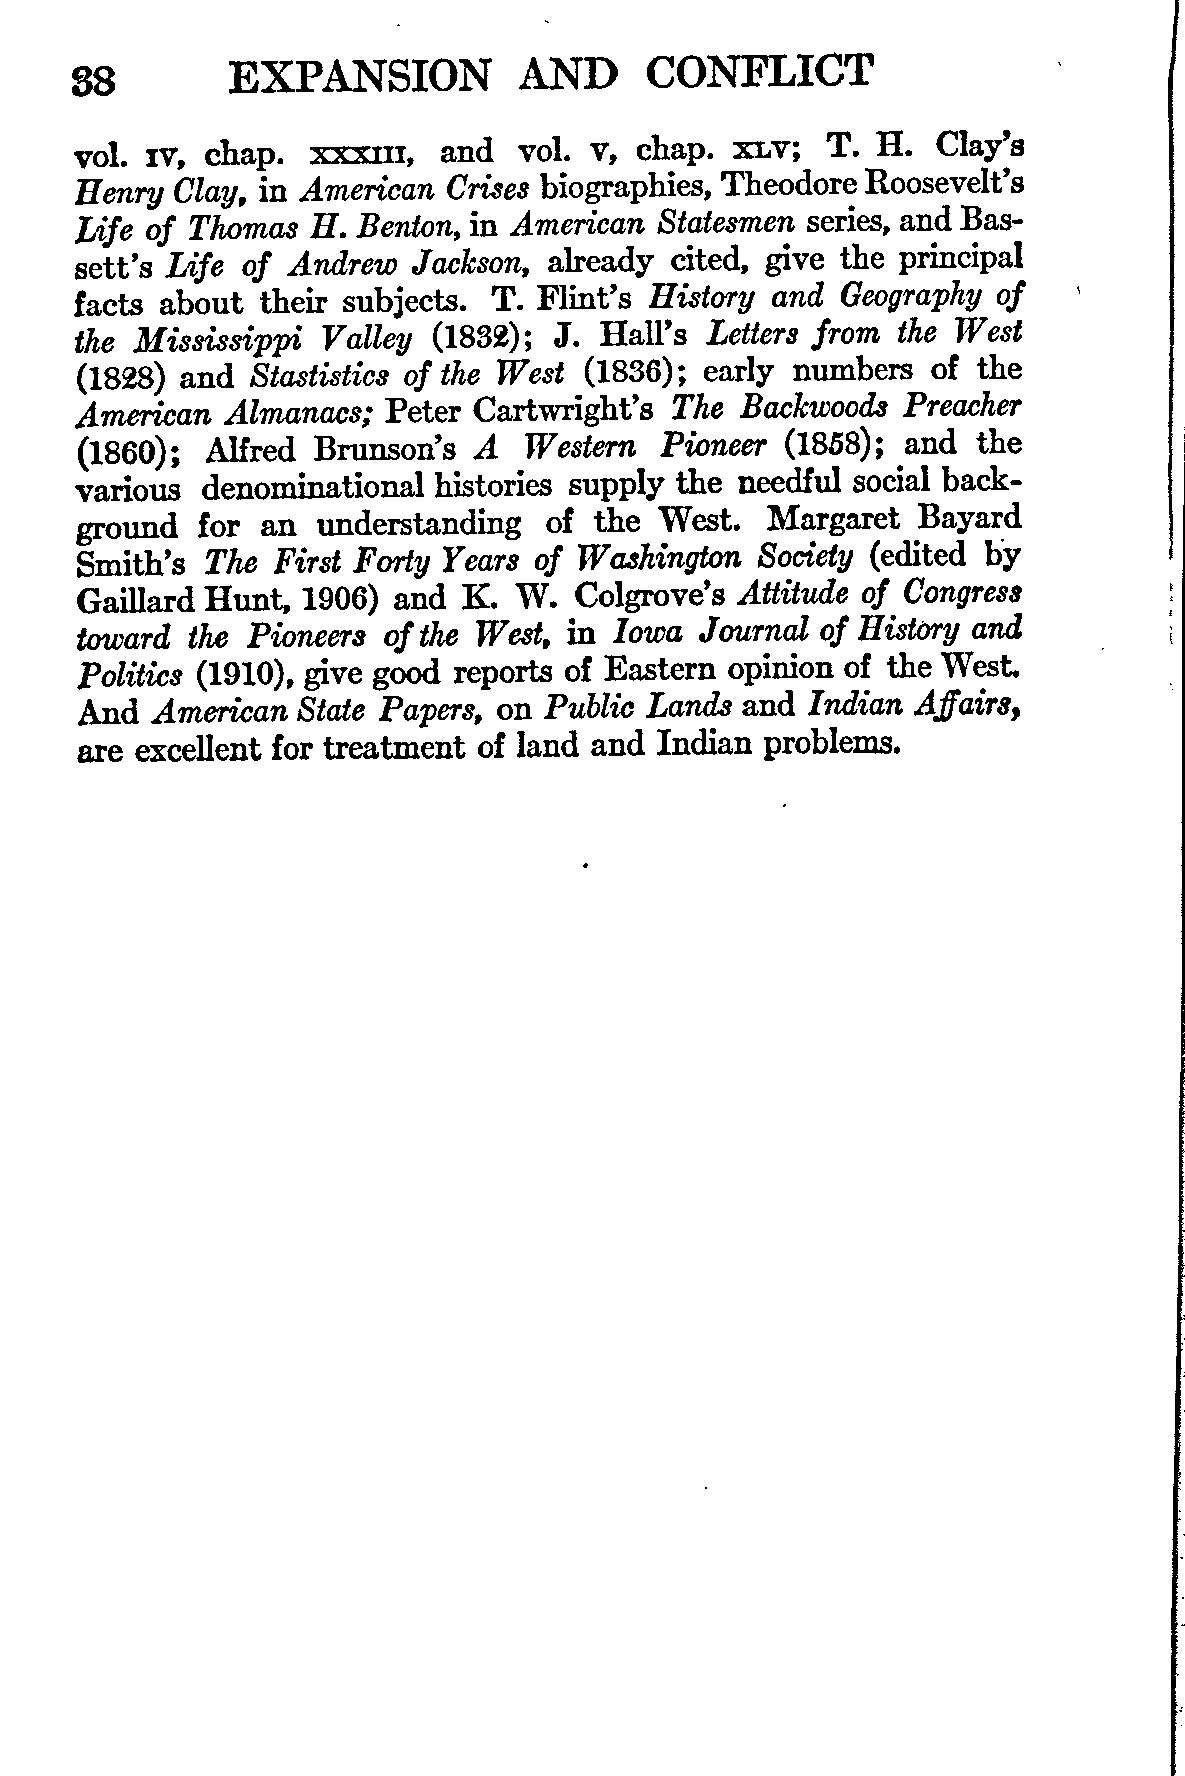 38 EXPANSION AND CONFLICT
vol. IV, chap. XXXIII, and vol. V, chap. XLV; T. H. Clay's
Henry Clay, in American Crises biographies, Theodore Roosevelt's
Life of Thomas H. Benton, in American Statesmen series, and Bas-
sett's Life of Andrew Jackson, already cited, give the principal
facts about their subjects. T. Flint's History and Geography of
the Mississippi Valley (1832); J. Hall's Letters from the West
(1828) and Stastistics of the West (1836); early numbers of the
American Almanacs; Peter Cartwright's The Backwoods Preacher
(1860); Alfred Brunson's A Western Pioneer (1858); and the
various denominational histories supply the needful social back-
ground for an understanding of the West. Margaret Bayard
Smith's The First Forty Years of Washington Society (edited by
Gaillard Hunt, 1906) and K. W. Colgrove's Attitude of Congress
toward the Pioneers of the West, in Iowa Journal of History and
Politics (1910), give good reports of Eastern opinion of the West.
And American State Papers, on Public Lands and Indian Affairs,
are excellent for treatment of land and Indian problems.